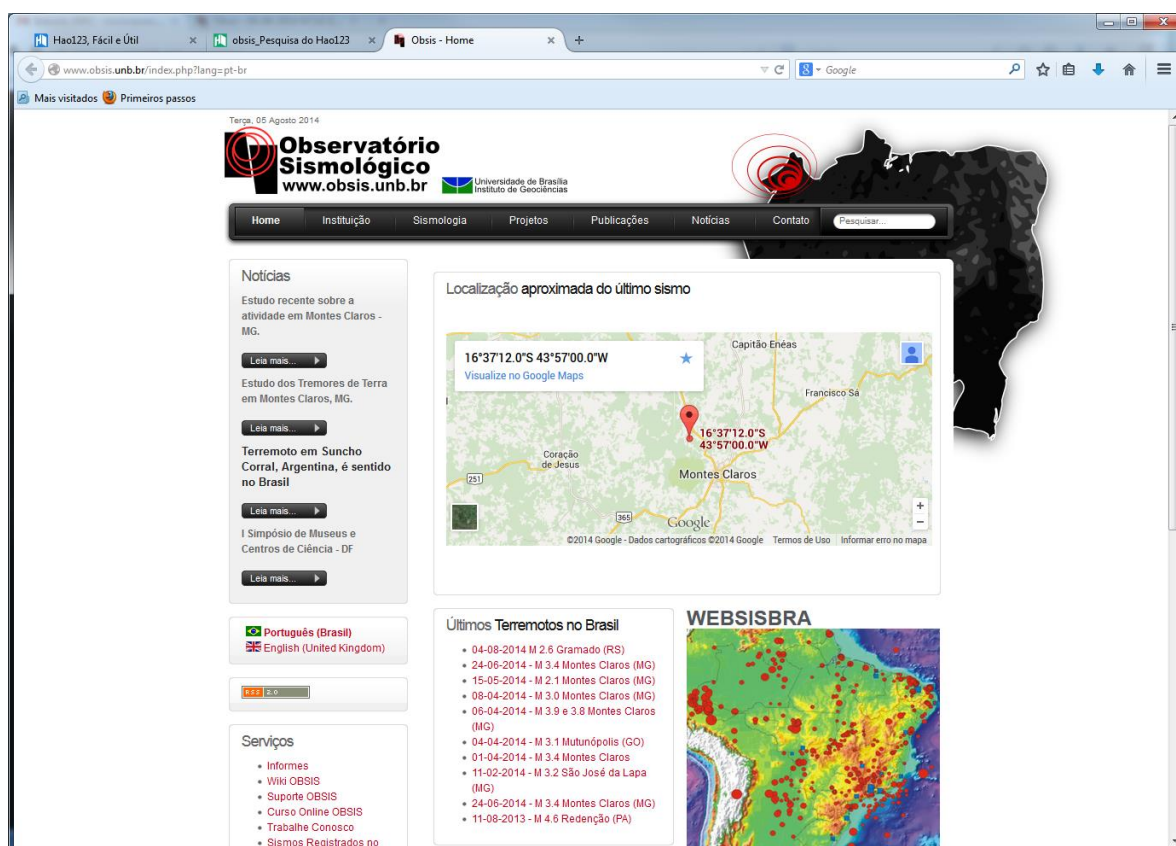 Hao123, Fácil e Útil
obsis_Pesquisa do Hao123
Obsis - Home
www.obsis.unb.br/index.php?lang=pt-br
Google
Mais visitados
Primeiros passos
Terça, 05 Agosto 2014
Observatório
Sismológico
www.obsis.unb.br
Universidade de Brasília
Instituto de Geociências
Home
Instituição
Sismologia
Projetos
Publicações
Notícias
Contato
Pesquisar...
Notícias
Estudo recente sobre a
atividade em Montes Claros -
MG.
Leia mais...
Estudo dos Tremores de Terra
em Montes Claros, MG.
Leia mais...
Terremoto em Suncho
Corral, Argentina, é sentido
no Brasil
Leia mais...
I Simpósio de Museus e
Centros de Ciência - DF
Leia mais...
Português (Brasil)
English (United Kingdom)
RSS 2.0
Serviços
Informes
Wiki OBSIS
Suporte OBSIS
Curso Online OBSIS
Trabalhe Conosco
Sismos Registrados no
Localização aproximada do último sismo
16°37'12.0"S 43°57'00.0"W
Visualize no Google Maps
Capitão Enéas
Francisco Sá
16°37'12.0"S
43°57'00.0"W
Coração
de Jesus
Montes Claros
251
365
Google
©2014 Google - Dados cartográficos ©2014 Google
Termos de Uso
Informar erro no mapa
Últimos Terremotos no Brasil
04-08-2014 M 2.6 Gramado (RS)
24-06-2014 - M 3.4 Montes Claros (MG)
15-05-2014 - M 2.1 Montes Claros (MG)
08-04-2014 - M 3.0 Montes Claros (MG)
06-04-2014 - M 3.9 e 3.8 Montes Claros
(MG)
04-04-2014 - M 3.1 Mutunópolis (GO)
01-04-2014 - M 3.4 Montes Claros
11-02-2014 - M 3.2 São José da Lapa
(MG)
24-06-2014 - M 3.4 Montes Claros (MG)
11-08-2013 - M 4.6 Redenção (PA)
WEBSISBRA